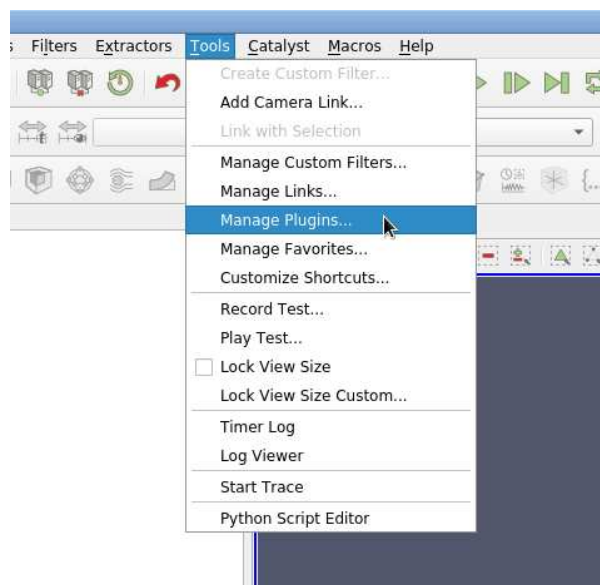 Filters Extractors Tools Catalyst Macros Help
Create Custom Filter...
Add Camera Link...
Link with Selection
Manage Custom Filters...
Manage Links...
Manage Plugins...
Manage Favorites...
Customize Shortcuts...
Record Test...
Play Test...
Lock View Size
Lock View Size Custom...
Timer Log
Log Viewer
Start Trace
Python Script Editor